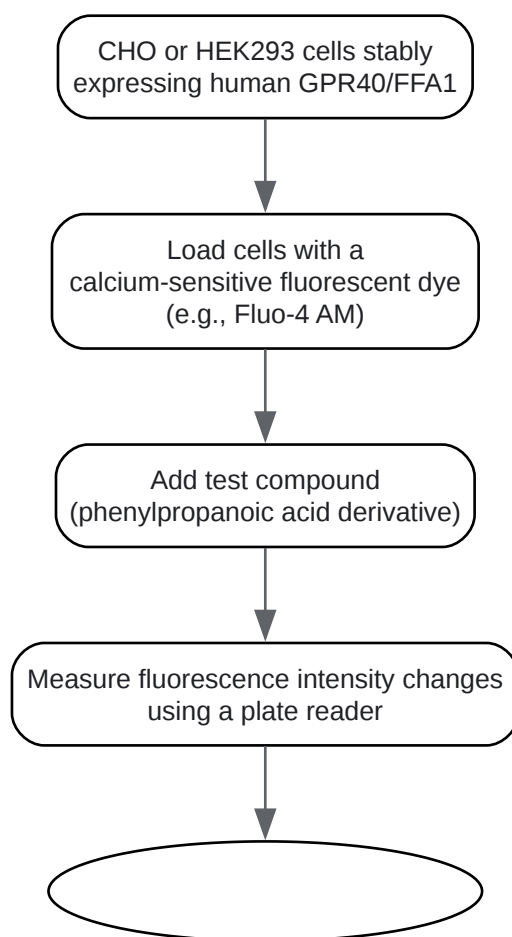 CHO or HEK293 cells stably
expressing human GPR40/FFA1
Load cells with a
calcium-sensitive fluorescent dye
(e.g., Fluo-4 AM)
Add test compound
(phenylpropanoic acid derivative)
Measure fluorescence intensity changes
using a plate reader